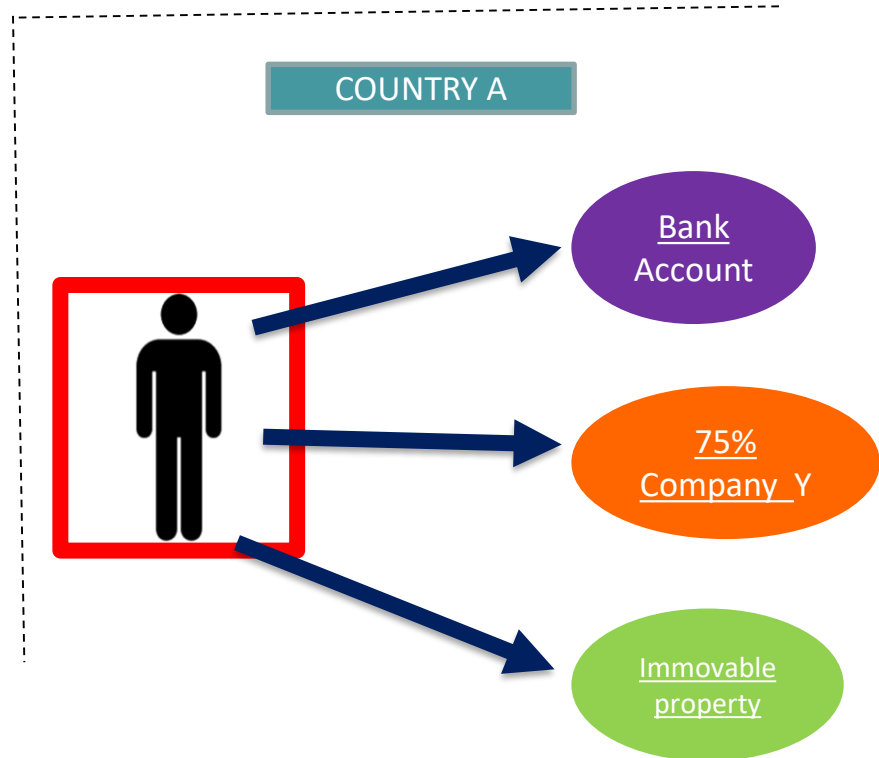 COUNTRY A
Bank
Account
75%
Company Y
Immovable
property